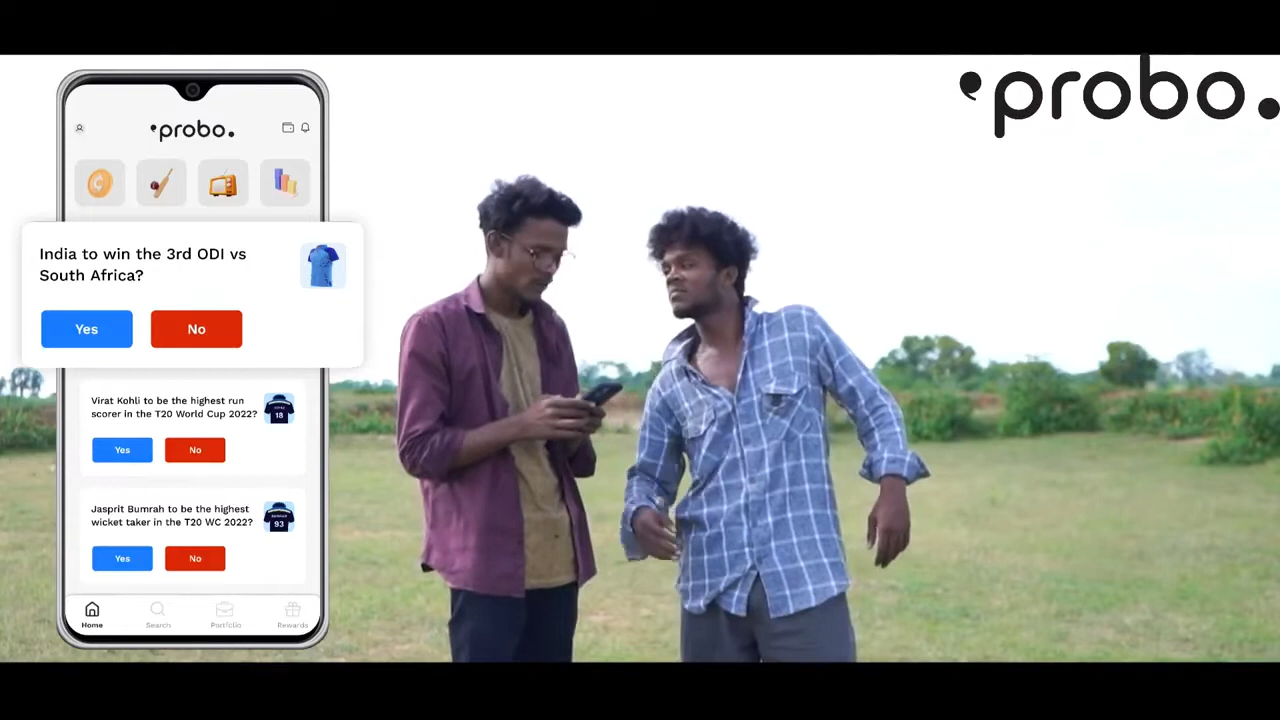 probo.
probo.
India to win the 3rd ODI vs
South Africa?
Yes
No
Virat Kohli to be the highest run
scorer in the T20 World Cup 2022?
18
Yes
No
Jasprit Bumrah to be the highest
wicket taker in the T20 WC 2022?
93
Yes
No
Home
Search
Portfolio
Rewards